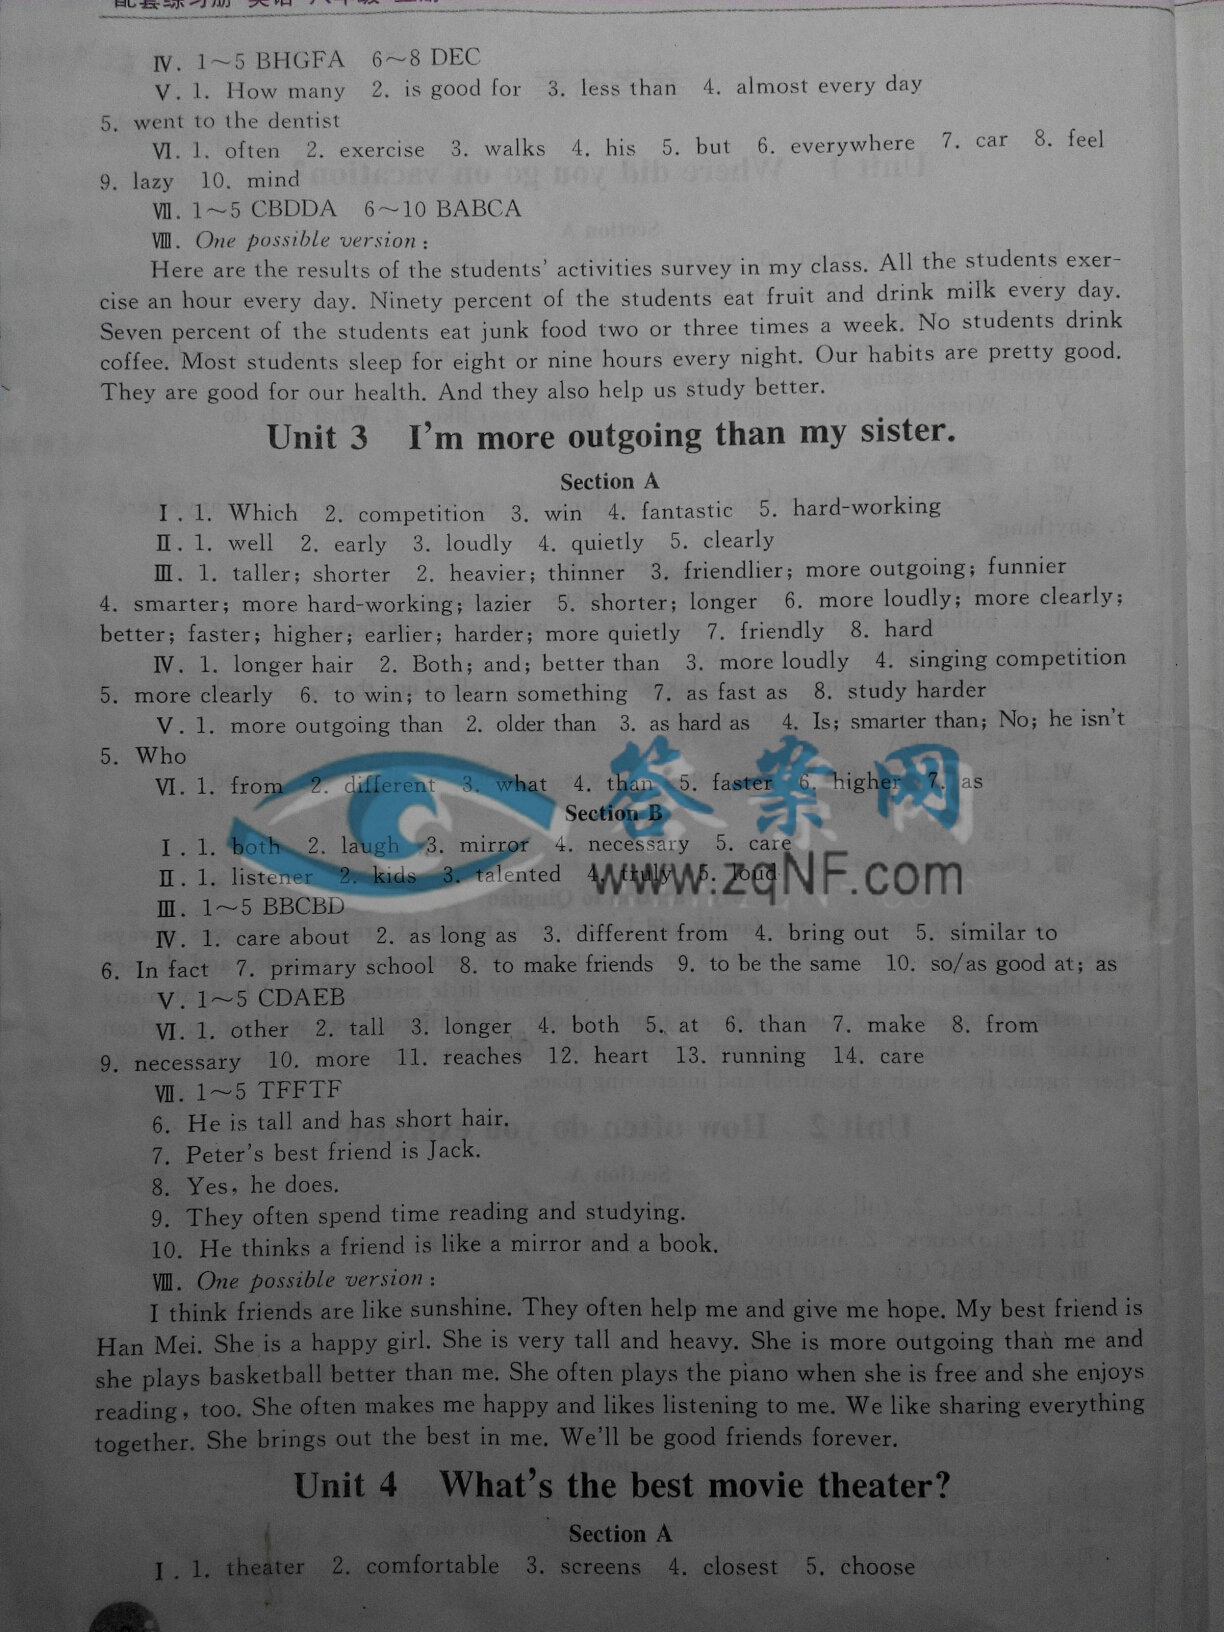 配套练习册 英语 八年级 上册
Ⅳ. 1～5 BHGFA 6～8 DEC
Ⅴ. 1. How many 2. is good for 3. less than 4. almost every day
5. went to the dentist
Ⅵ. 1. often 2. exercise 3. walks 4. his 5. but 6. everywhere 7. car 8. feel
9. lazy 10. mind
Ⅶ. 1～5 CBDDA 6～10 BABCA
Ⅷ. One possible version:
Here are the results of the students' activities survey in my class. All the students exer-
cise an hour every day. Ninety percent of the students eat fruit and drink milk every day.
Seven percent of the students eat junk food two or three times a week. No students drink
coffee. Most students sleep for eight or nine hours every night. Our habits are pretty good.
They are good for our health. And they also help us study better.
Unit 3 I'm more outgoing than my sister.
Section A
Ⅰ. 1. Which 2. competition 3. win 4. fantastic 5. hard-working
Ⅱ. 1. well 2. early 3. loudly 4. quietly 5. clearly
Ⅲ. 1. taller; shorter 2. heavier; thinner 3. friendlier; more outgoing; funnier
4. smarter; more hard-working; lazier 5. shorter; longer 6. more loudly; more clearly;
better; faster; higher; earlier; harder; more quietly 7. friendly 8. hard
Ⅳ. 1. longer hair 2. Both; and; better than 3. more loudly 4. singing competition
5. more clearly 6. to win; to learn something 7. as fast as 8. study harder
Ⅴ. 1. more outgoing than 2. older than 3. as hard as 4. Is; smarter than; No; he isn't
5. Who
Ⅵ. 1. from 2. different 3. what 4. than 5. faster 6. higher 7. as
答案网
Section B
Ⅰ. 1. both 2. laugh 3. mirror 4. necessary 5. care
Ⅱ. 1. listener 2. kids 3. talented 4. truly 5. loud
www.zqNF.com
Ⅲ. 1～5 BBCBD
Ⅳ. 1. care about 2. as long as 3. different from 4. bring out 5. similar to
6. In fact 7. primary school 8. to make friends 9. to be the same 10. so/as good at; as
Ⅴ. 1～5 CDAEB
Ⅵ. 1. other 2. tall 3. longer 4. both 5. at 6. than 7. make 8. from
9. necessary 10. more 11. reaches 12. heart 13. running 14. care
Ⅶ. 1～5 TFFTF
6. He is tall and has short hair.
7. Peter's best friend is Jack.
8. Yes, he does.
9. They often spend time reading and studying.
10. He thinks a friend is like a mirror and a book.
Ⅷ. One possible version:
I think friends are like sunshine. They often help me and give me hope. My best friend is
Han Mei. She is a happy girl. She is very tall and heavy. She is more outgoing than me and
she plays basketball better than me. She often plays the piano when she is free and she enjoys
reading, too. She often makes me happy and likes listening to me. We like sharing everything
together. She brings out the best in me. We'll be good friends forever.
Unit 4 What's the best movie theater?
Section A
Ⅰ. 1. theater 2. comfortable 3. screens 4. closest 5. choose